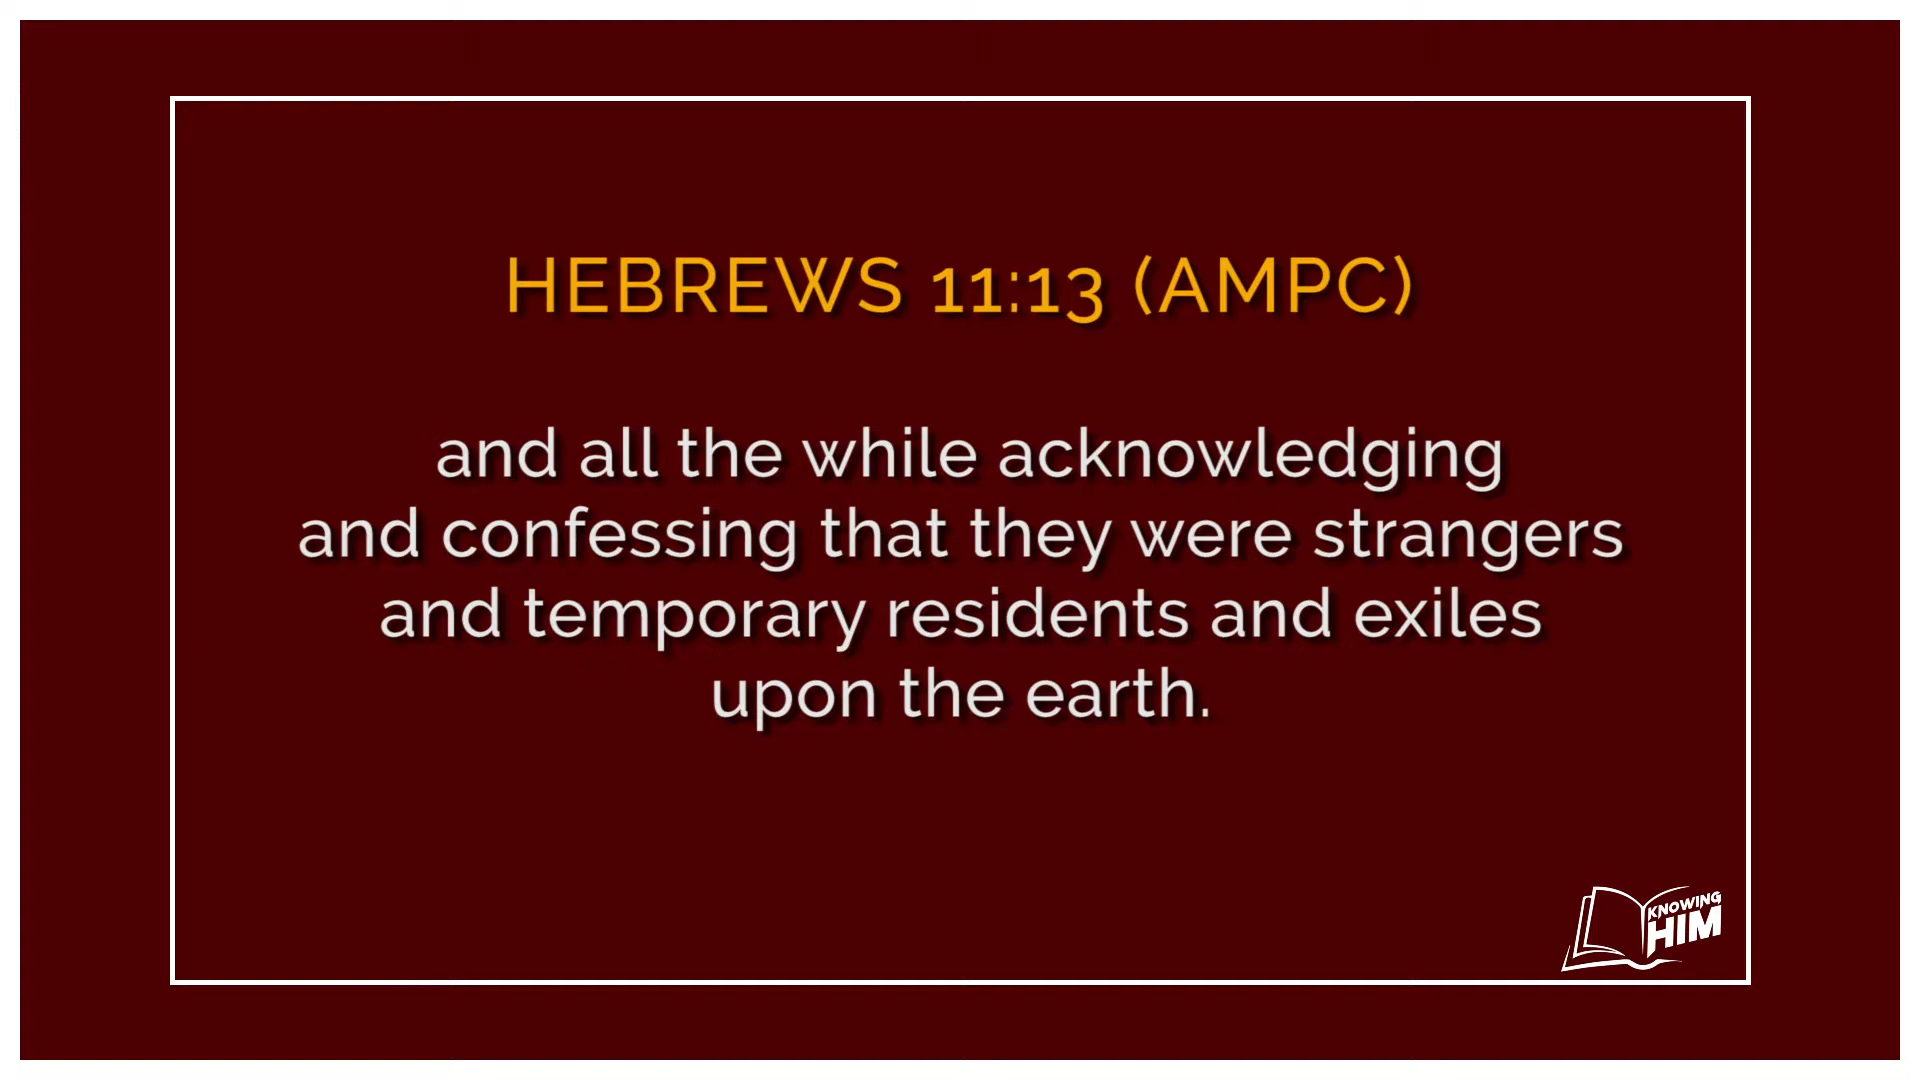 HEBREWS 11:13 (AMPC)
and all the while acknowledging
and confessing that they were strangers
and temporary residents and exiles
upon the earth.
KNOWING
HIM